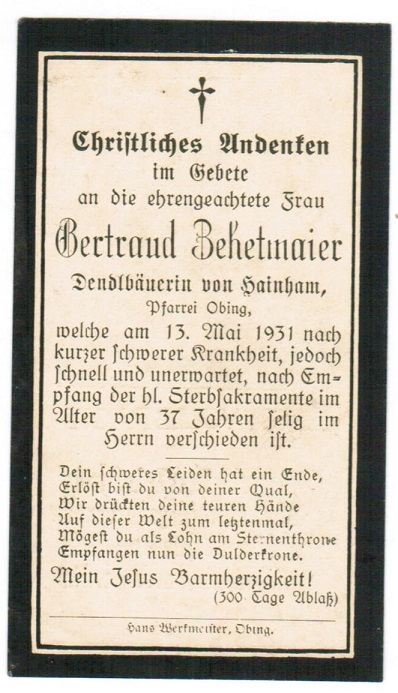 Christliches Andenken
im Gebete
an die ehrengeachtete Frau
Gertraud Zehetmaier
Dendlbäuerin von Hainham,
Pfarrei Obing,
welche am 13. Mai 1931 nach
kurzer schwerer Krankheit, jedoch
schnell und unerwartet, nach Em=
pfang der hl. Sterbsakramente im
Alter von 37 Jahren selig im
Herrn verschieden ist.
Dein schweres Leiden hat ein Ende,
Erlöst bist du von deiner Qual,
Wir drückten deine teuren Hände
Auf dieser Welt zum letztenmal,
Mögest du als Lohn am Sternenthrone
Empfangen nun die Dulderkrone.
Mein Jesus Barmherzigkeit!
(300 Tage Ablaß)
Hans Werkmeister, Obing.